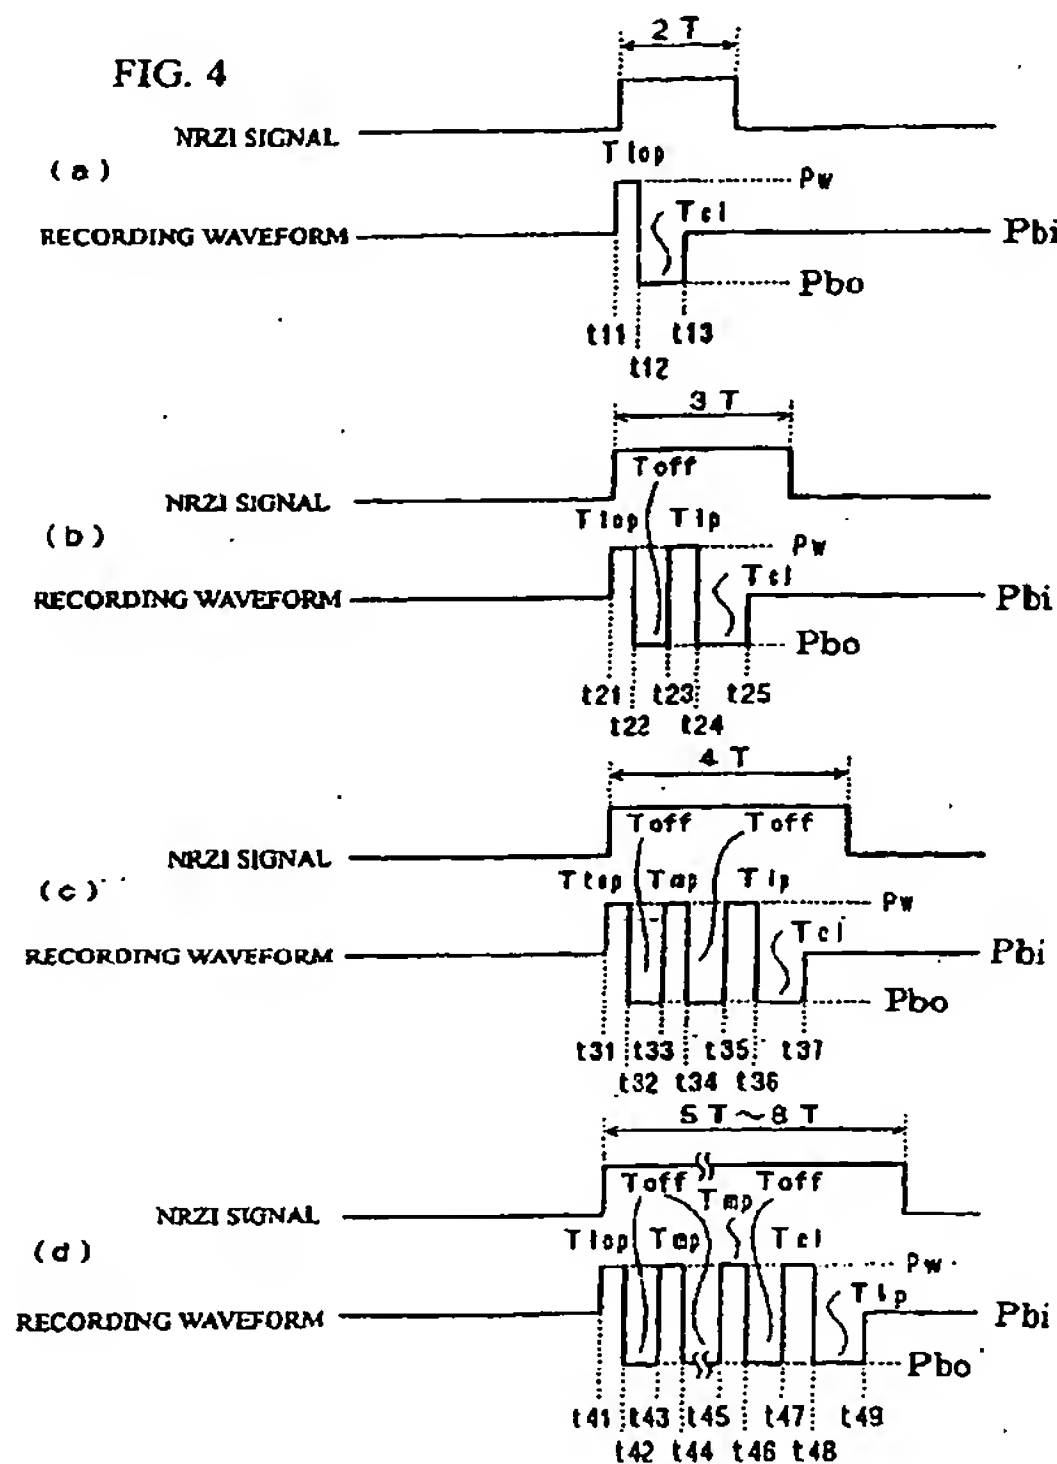 FIG. 4
2 T
NRZI SIGNAL
(a)
Ttop
Pw
RECORDING WAVEFORM
Tcl
Pbi
Pbo
t11
t13
t12
3 T
Toff
NRZI SIGNAL
(b)
Ttop
Tlp
Pw
Tcl
RECORDING WAVEFORM
Pbi
Pbo
t21
t23
t25
t22
t24
4 T
Toff
Toff
NRZI SIGNAL
(c)
Ttop
Tmp
Tlp
Pw
Tcl
RECORDING WAVEFORM
Pbi
Pbo
t31
t33
t35
t37
t32
t34
t36
5 T～8 T
Toff
Tmp
Toff
NRZI SIGNAL
(d)
Ttop
Tmp
Tcl
Pw
Tlp
RECORDING WAVEFORM
Pbi
Pbo
t41
t43
t45
t47
t49
t42
t44
t46
t48